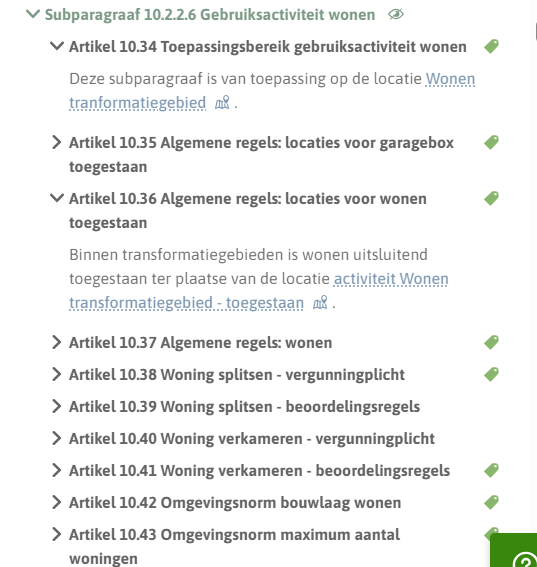 Subparagraaf 10.2.2.6 Gebruiksactiviteit wonen
Artikel 10.34 Toepassingsbereik gebruiksactiviteit wonen
Deze subparagraaf is van toepassing op de locatie Wonen
tranformatiegebied .
Artikel 10.35 Algemene regels: locaties voor garagebox
toegestaan
Artikel 10.36 Algemene regels: locaties voor wonen
toegestaan
Binnen transformatiegebieden is wonen uitsluitend
toegestaan ter plaatse van de locatie activiteit Wonen
transformatiegebied - toegestaan .
Artikel 10.37 Algemene regels: wonen
Artikel 10.38 Woning splitsen - vergunningplicht
Artikel 10.39 Woning splitsen - beoordelingsregels
Artikel 10.40 Woning verkameren - vergunningplicht
Artikel 10.41 Woning verkameren - beoordelingsregels
Artikel 10.42 Omgevingsnorm bouwlaag wonen
Artikel 10.43 Omgevingsnorm maximum aantal
woningen